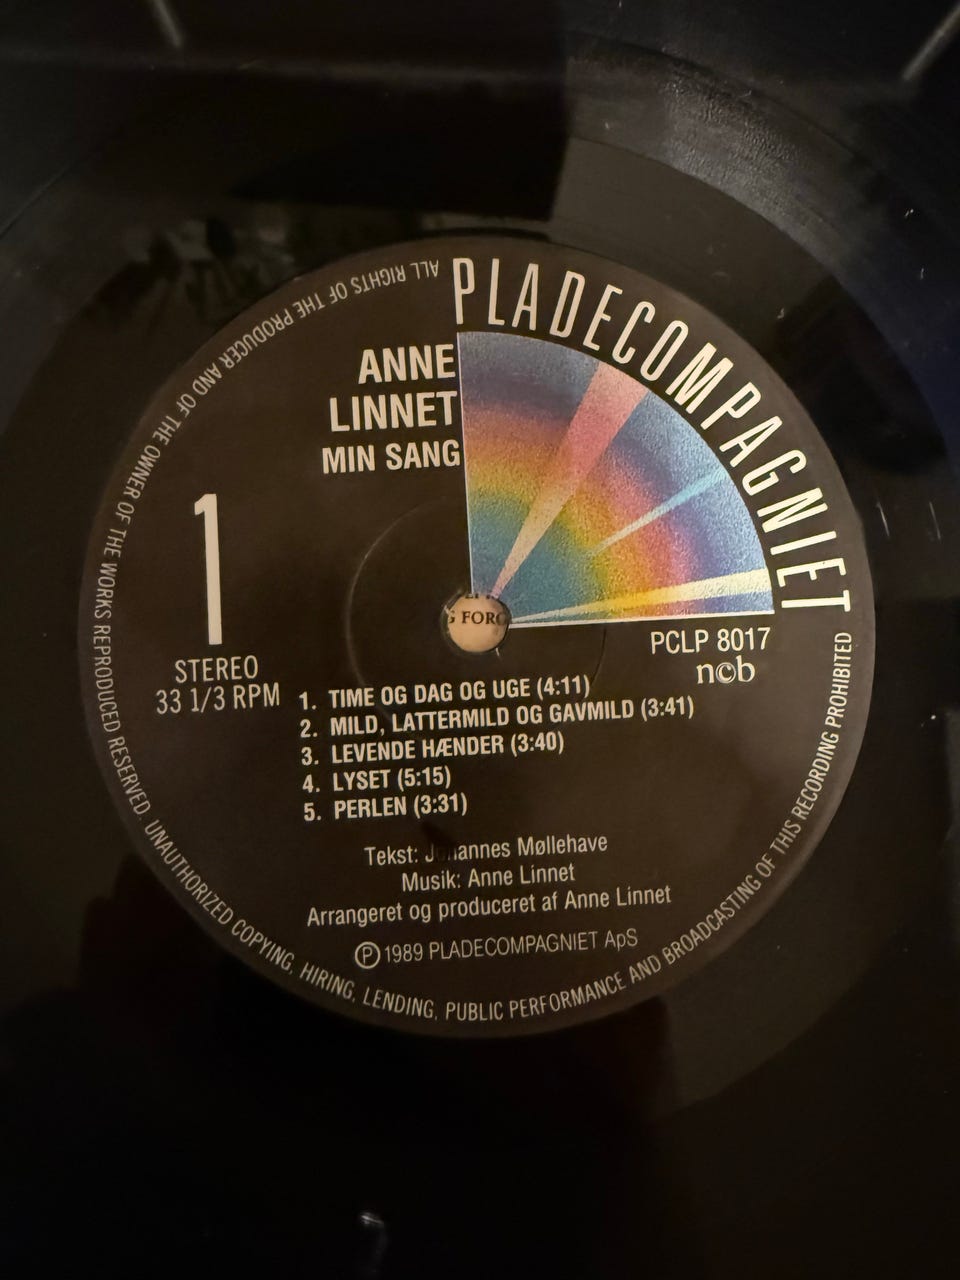 PLADECOMPAGNIET
ANNE
LINNET
MIN SANG
1
STEREO
33 1/3 RPM
PCLP 8017
n©b
FORC
1. TIME OG DAG OG UGE (4:11)
2. MILD, LATTERMILD OG GAVMILD (3:41)
3. LEVENDE HÆNDER (3:40)
4. LYSET (5:15)
5. PERLEN (3:31)
Tekst: Johannes Møllehave
Musik: Anne Linnet
Arrangeret og produceret af Anne Linnet
Ⓟ 1989 PLADECOMPAGNIET ApS
ALL RIGHTS OF THE PRODUCER AND OF THE OWNER OF THE WORKS REPRODUCED RESERVED. UNAUTHORIZED COPYING, HIRING, LENDING, PUBLIC PERFORMANCE AND BROADCASTING OF THIS RECORDING PROHIBITED